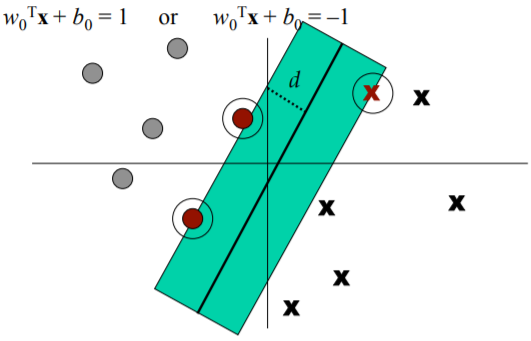 w₀ᵀx + b₀ = 1 or w₀ᵀx + b₀ = –1
d
x x
x x
x
x